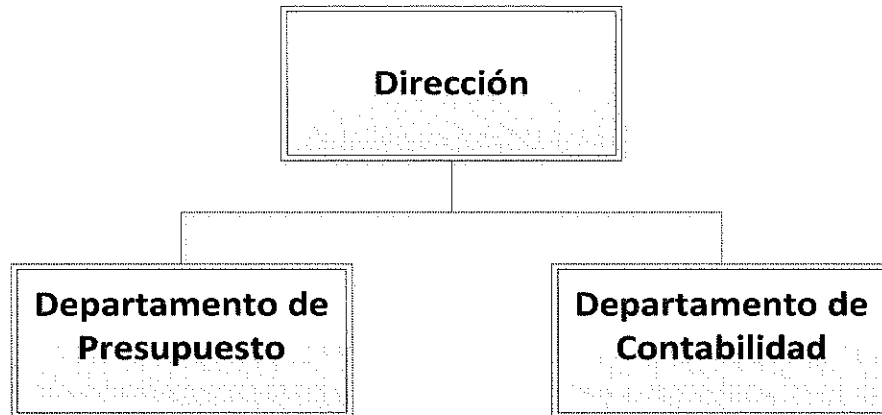 Dirección
Departamento de
Presupuesto
Departamento de
Contabilidad